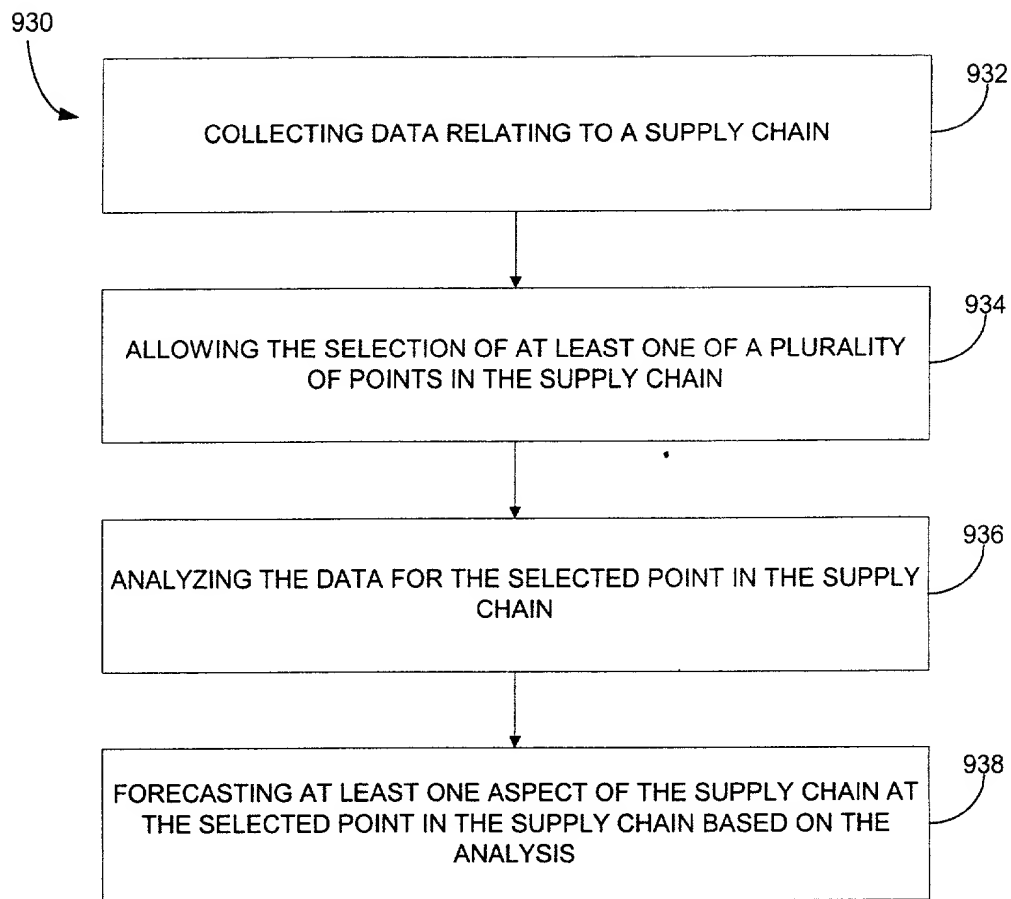 930
932
COLLECTING DATA RELATING TO A SUPPLY CHAIN
934
ALLOWING THE SELECTION OF AT LEAST ONE OF A PLURALITY
OF POINTS IN THE SUPPLY CHAIN
936
ANALYZING THE DATA FOR THE SELECTED POINT IN THE SUPPLY
CHAIN
938
FORECASTING AT LEAST ONE ASPECT OF THE SUPPLY CHAIN AT
THE SELECTED POINT IN THE SUPPLY CHAIN BASED ON THE
ANALYSIS